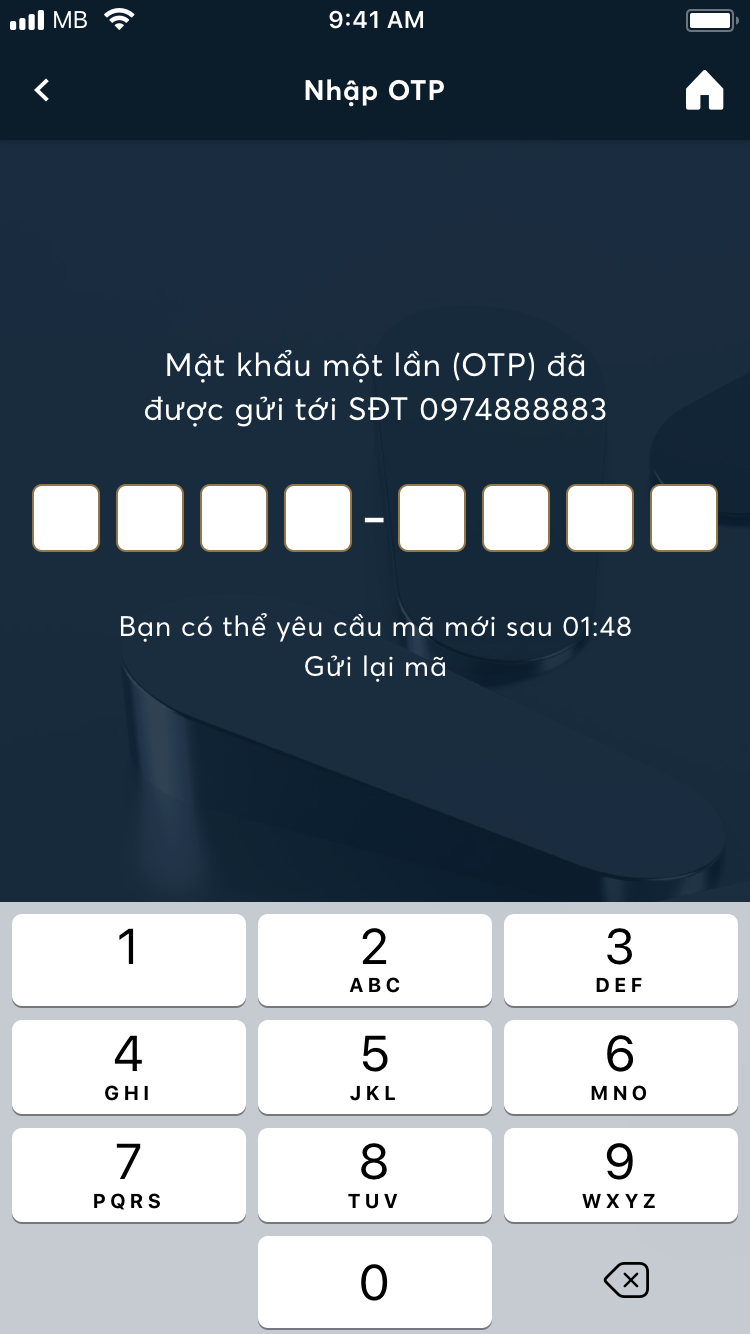 MB 9:41 AM
Nhập OTP
Mật khẩu một lần (OTP) đã
được gửi tới SĐT 0974888883
–
Bạn có thể yêu cầu mã mới sau 01:48
Gửi lại mã
1 2 3
ABC DEF
4 5 6
GHI JKL MNO
7 8 9
PQRS TUV WXYZ
0